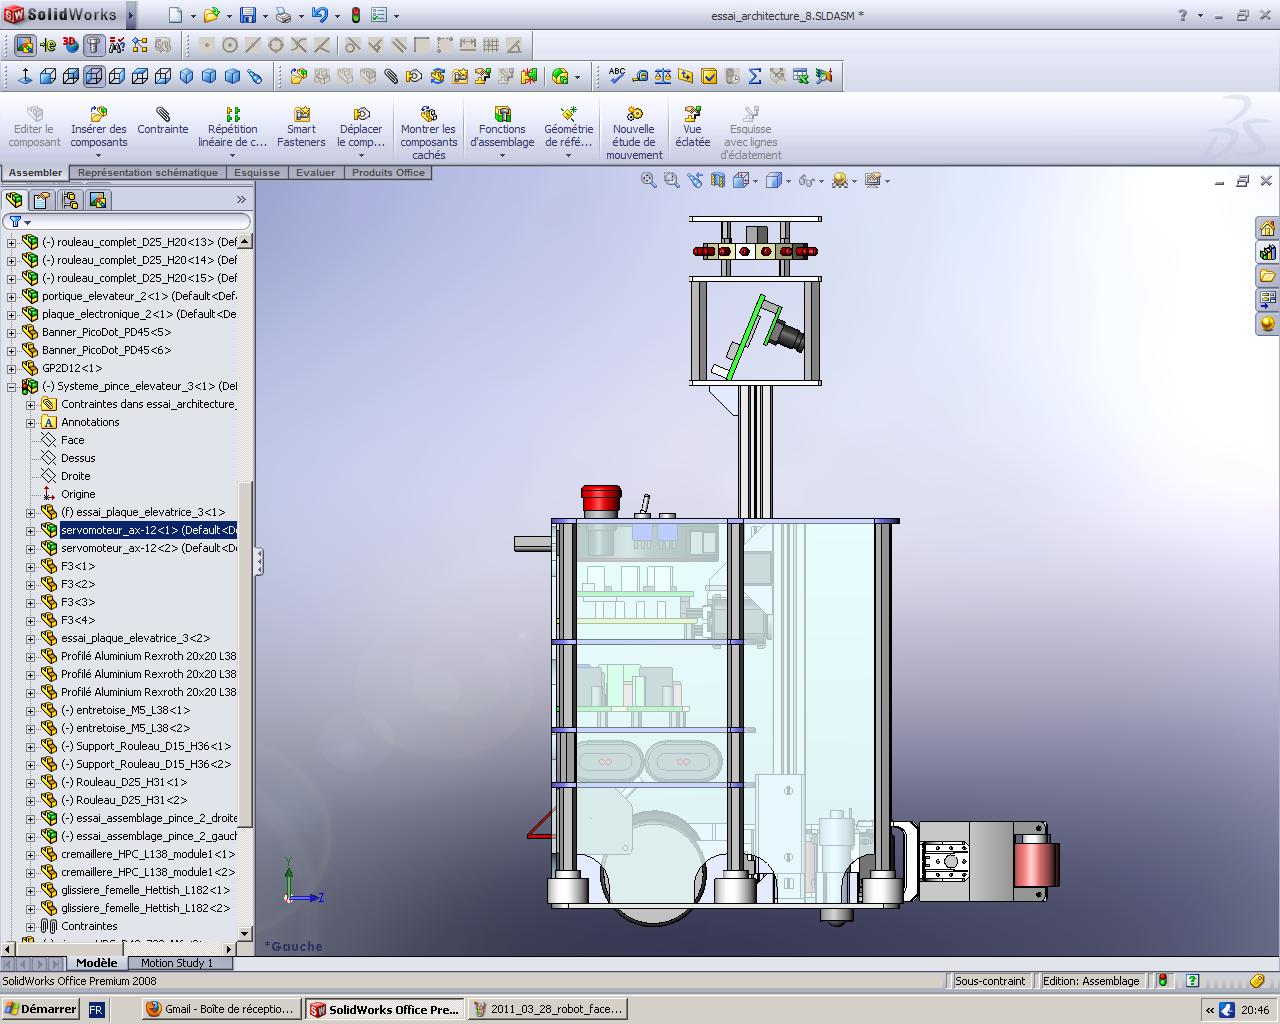 SolidWorks
essai_architecture_8.SLDASM *
Editer le composant
Insérer des composants
Contrainte
Répétition linéaire de c...
Smart Fasteners
Déplacer le comp...
Montrer les composants cachés
Fonctions d'assemblage
Géométrie de réfé...
Nouvelle étude de mouvement
Vue éclatée
Esquisse avec lignes d'éclatement
Assembler
Représentation schématique
Esquisse
Evaluer
Produits Office
(-) rouleau_complet_D25_H20<13> (Def
(-) rouleau_complet_D25_H20<14> (Def
(-) rouleau_complet_D25_H20<15> (Def
portique_elevateur_2<1> (Default<Def
plaque_electronique_2<1> (Default<De
Banner_PicoDot_PD45<5>
Banner_PicoDot_PD45<6>
GP2D12<1>
(-) Systeme_pince_elevateur_3<1> (Del
Contraintes dans essai_architecture_
Annotations
Face
Dessus
Droite
Origine
(f) essai_plaque_elevatrice_3<1>
servomoteur_ax-12<1> (Default<De
servomoteur_ax-12<2> (Default<De
F3<1>
F3<2>
F3<3>
F3<4>
essai_plaque_elevatrice_3<2>
Profilé Aluminium Rexroth 20x20 L38
Profilé Aluminium Rexroth 20x20 L38
Profilé Aluminium Rexroth 20x20 L38
(-) entretoise_M5_L38<1>
(-) entretoise_M5_L38<2>
(-) Support_Rouleau_D15_H36<1>
(-) Support_Rouleau_D15_H36<2>
(-) Rouleau_D25_H31<1>
(-) Rouleau_D25_H31<2>
(-) essai_assemblage_pince_2_droite
(-) essai_assemblage_pince_2_gauch
cremaillere_HPC_L138_module1<1>
cremaillere_HPC_L138_module1<2>
glissiere_femelle_Hettish_L182<1>
glissiere_femelle_Hettish_L182<2>
Contraintes
Y
Z
*Gauche
Modèle
Motion Study 1
SolidWorks Office Premium 2008
Sous-contraint
Edition: Assemblage
Démarrer
FR
Gmail - Boîte de réceptio...
SolidWorks Office Pre...
2011_03_28_robot_face...
20:46